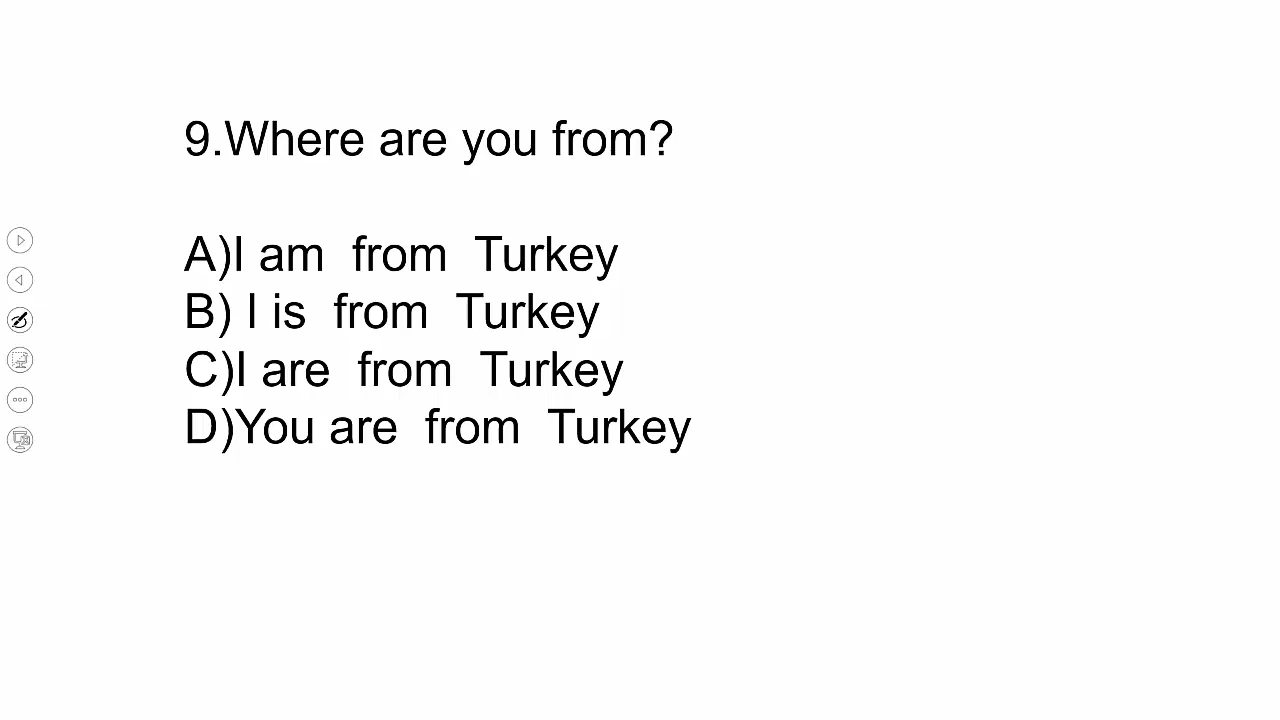 9.Where are you from?
A)I am  from  Turkey
B) I is  from  Turkey
C)I are  from  Turkey
D)You are  from  Turkey